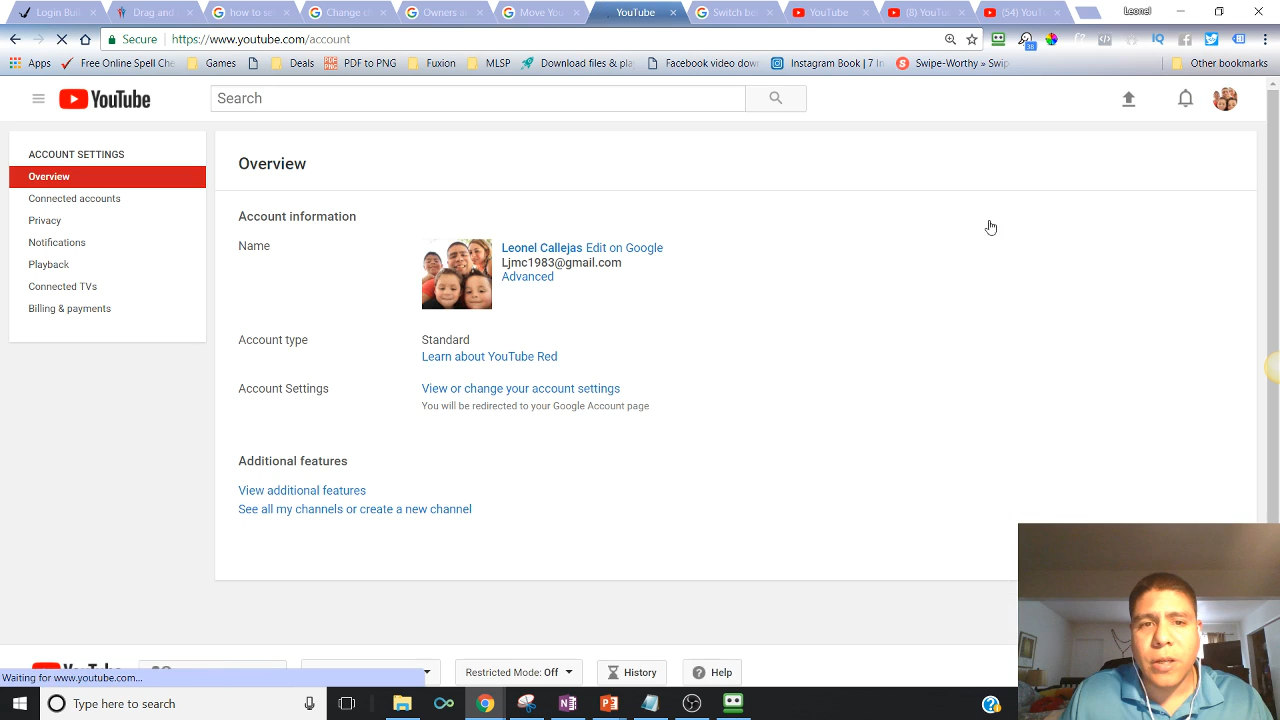 Login Buil
Drag and
how to se
Change c
Owners a
Move You
YouTube
Switch be
YouTube
(8) YouTu
(54) YouT
Leonel
Secure
https://www.youtube.com/account
38
Apps
Free Online Spell Che
Games
Deals
PDF to PNG
Fuxion
MLSP
Download files & pla
Facebook video dow
Instagram Book | 7 In
Swipe-Worthy » Swip
Other bookmarks
YouTube
Search
ACCOUNT SETTINGS
Overview
Connected accounts
Privacy
Notifications
Playback
Connected TVs
Billing & payments
Overview
Account information
Name
Leonel Callejas Edit on Google
Ljmc1983@gmail.com
Advanced
Account type
Standard
Learn about YouTube Red
Account Settings
View or change your account settings
You will be redirected to your Google Account page
Additional features
View additional features
See all my channels or create a new channel
Restricted Mode: Off
History
Help
Waiting for www.youtube.com...
Type here to search